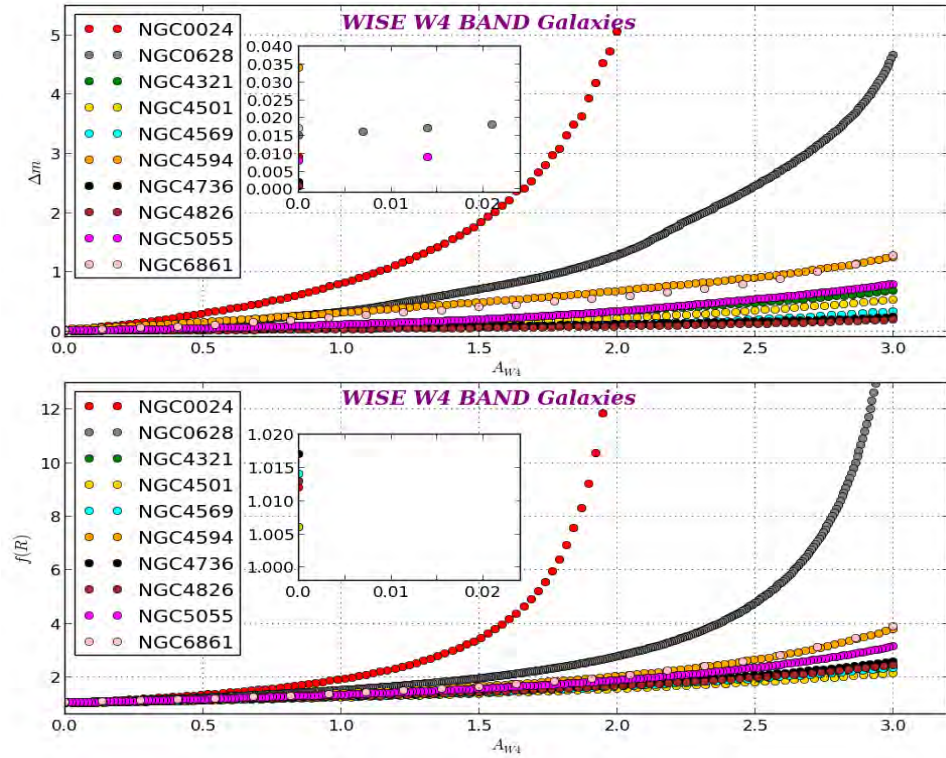 WISE W4 BAND Galaxies
NGC0024
NGC0628
NGC4321
NGC4501
NGC4569
NGC4594
NGC4736
NGC4826
NGC5055
NGC6861
0.040
0.035
0.030
0.025
0.020
0.015
0.010
0.005
0.000
0.0 0.01 0.02
5
4
3
2
1
0
Δm
0.0 0.5 1.0 1.5 2.0 2.5 3.0
A_{W4}
WISE W4 BAND Galaxies
NGC0024
NGC0628
NGC4321
NGC4501
NGC4569
NGC4594
NGC4736
NGC4826
NGC5055
NGC6861
1.020
1.015
1.010
1.005
1.000
0.0 0.01 0.02
12
10
8
6
4
2
f(R)
0.0 0.5 1.0 1.5 2.0 2.5 3.0
A_{W4}